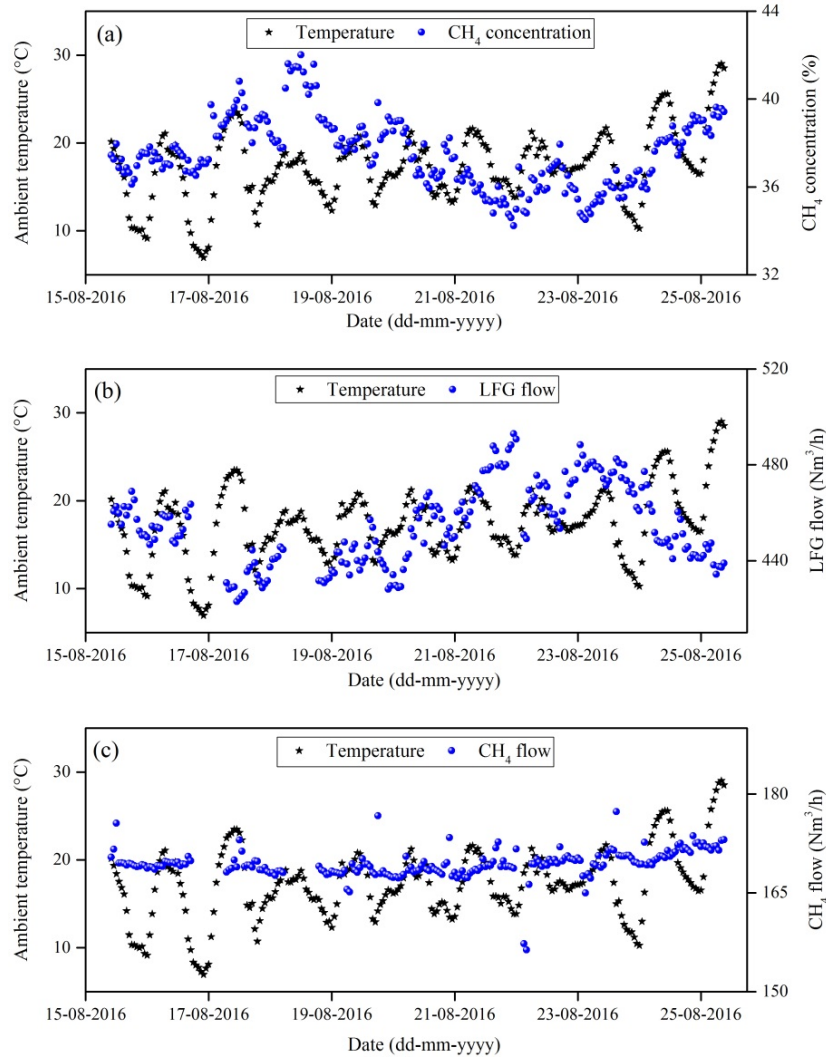 (a)
Temperature CH₄ concentration
Ambient temperature (°C)
30
20
10
CH₄ concentration (%)
44
40
36
32
15-08-2016 17-08-2016 19-08-2016 21-08-2016 23-08-2016 25-08-2016
Date (dd-mm-yyyy)
(b)
Temperature LFG flow
Ambient temperature (°C)
30
20
10
LFG flow (Nm³/h)
520
480
440
15-08-2016 17-08-2016 19-08-2016 21-08-2016 23-08-2016 25-08-2016
Date (dd-mm-yyyy)
(c)
Temperature CH₄ flow
Ambient temperature (°C)
30
20
10
CH₄ flow (Nm³/h)
180
165
150
15-08-2016 17-08-2016 19-08-2016 21-08-2016 23-08-2016 25-08-2016
Date (dd-mm-yyyy)